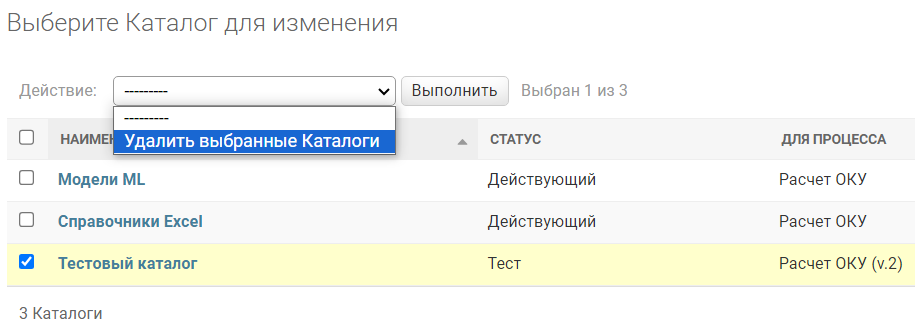 Выберите Каталог для изменения
Действие: --------- Выполнить Выбран 1 из 3
---------
Удалить выбранные Каталоги
НАИМЕН СТАТУС ДЛЯ ПРОЦЕССА
Модели ML Действующий Расчет ОКУ
Справочники Excel Действующий Расчет ОКУ
Тестовый каталог Тест Расчет ОКУ (v.2)
3 Каталоги